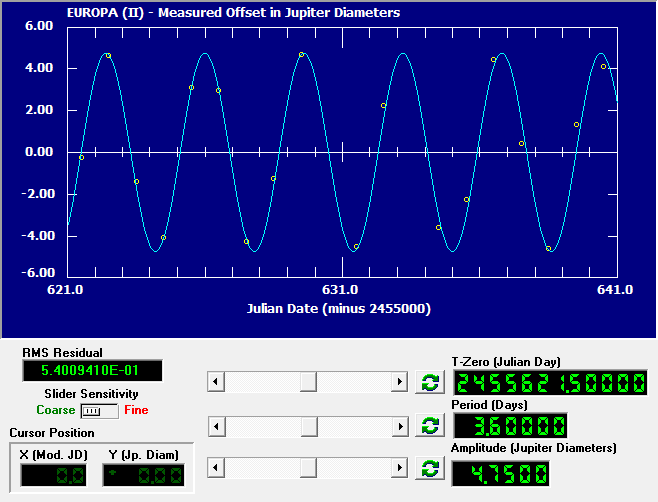 EUROPA (II) - Measured Offset in Jupiter Diameters
6.00
4.00
2.00
0.00
-2.00
-4.00
-6.00
621.0 631.0 641.0
Julian Date (minus 2455000)
RMS Residual
5.4009410E-01
Slider Sensitivity
Coarse Fine
Cursor Position
X (Mod. JD) Y (Jp. Diam)
0.0 + 0.00
T-Zero (Julian Day)
2455621.50000
Period (Days)
3.60000
Amplitude (Jupiter Diameters)
4.7500